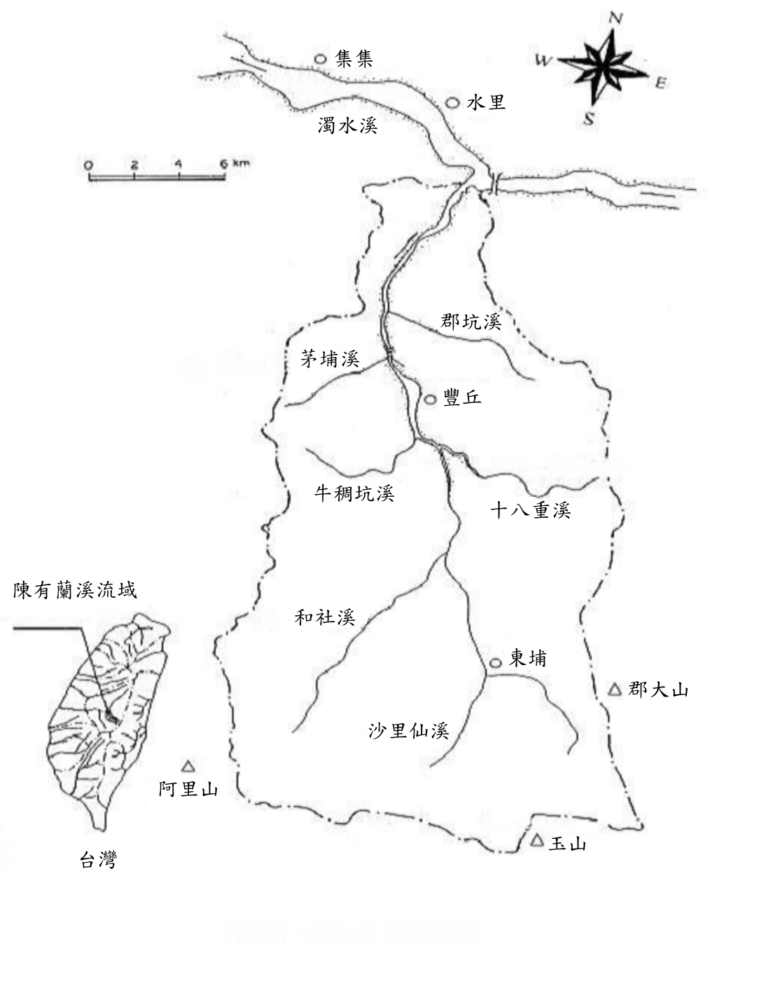 N
集集
W
E
水里
S
濁水溪
0 2 4 6 km
郡坑溪
茅埔溪
豐丘
牛稠坑溪
十八重溪
陳有蘭溪流域
和社溪
東埔
郡大山
沙里仙溪
阿里山
玉山
台灣